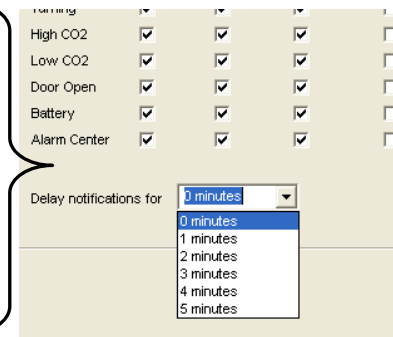 Turning
High CO2
Low CO2
Door Open
Battery
Alarm Center
Delay notifications for 0 minutes
0 minutes
1 minutes
2 minutes
3 minutes
4 minutes
5 minutes